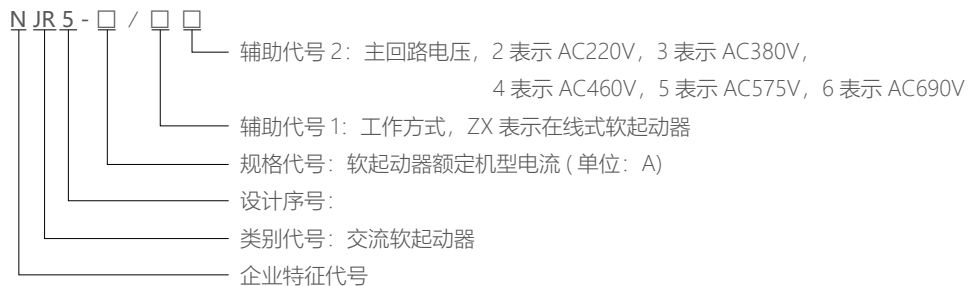 N JR 5 - □ / □ □
辅助代号 2：主回路电压，2 表示 AC220V，3 表示 AC380V，
4 表示 AC460V，5 表示 AC575V，6 表示 AC690V
辅助代号 1：工作方式，ZX 表示在线式软起动器
规格代号：软起动器额定机型电流 ( 单位：A)
设计序号：
类别代号：交流软起动器
企业特征代号